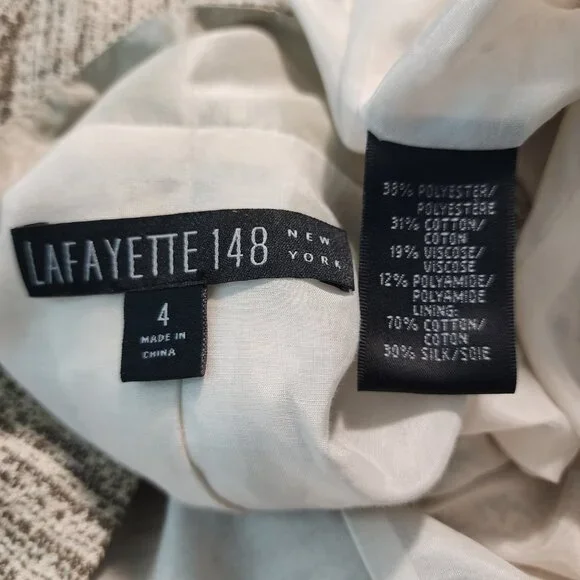 LAFAYETTE 148 NEW YORK
4
MADE IN
CHINA
38% POLYESTER/
POLYESTERE
31% COTTON/
COTON
19% VISCOSE/
VISCOSE
12% POLYAMIDE/
POLYAMIDE
LINING:
70% COTTON/
COTON
30% SILK/SOIE